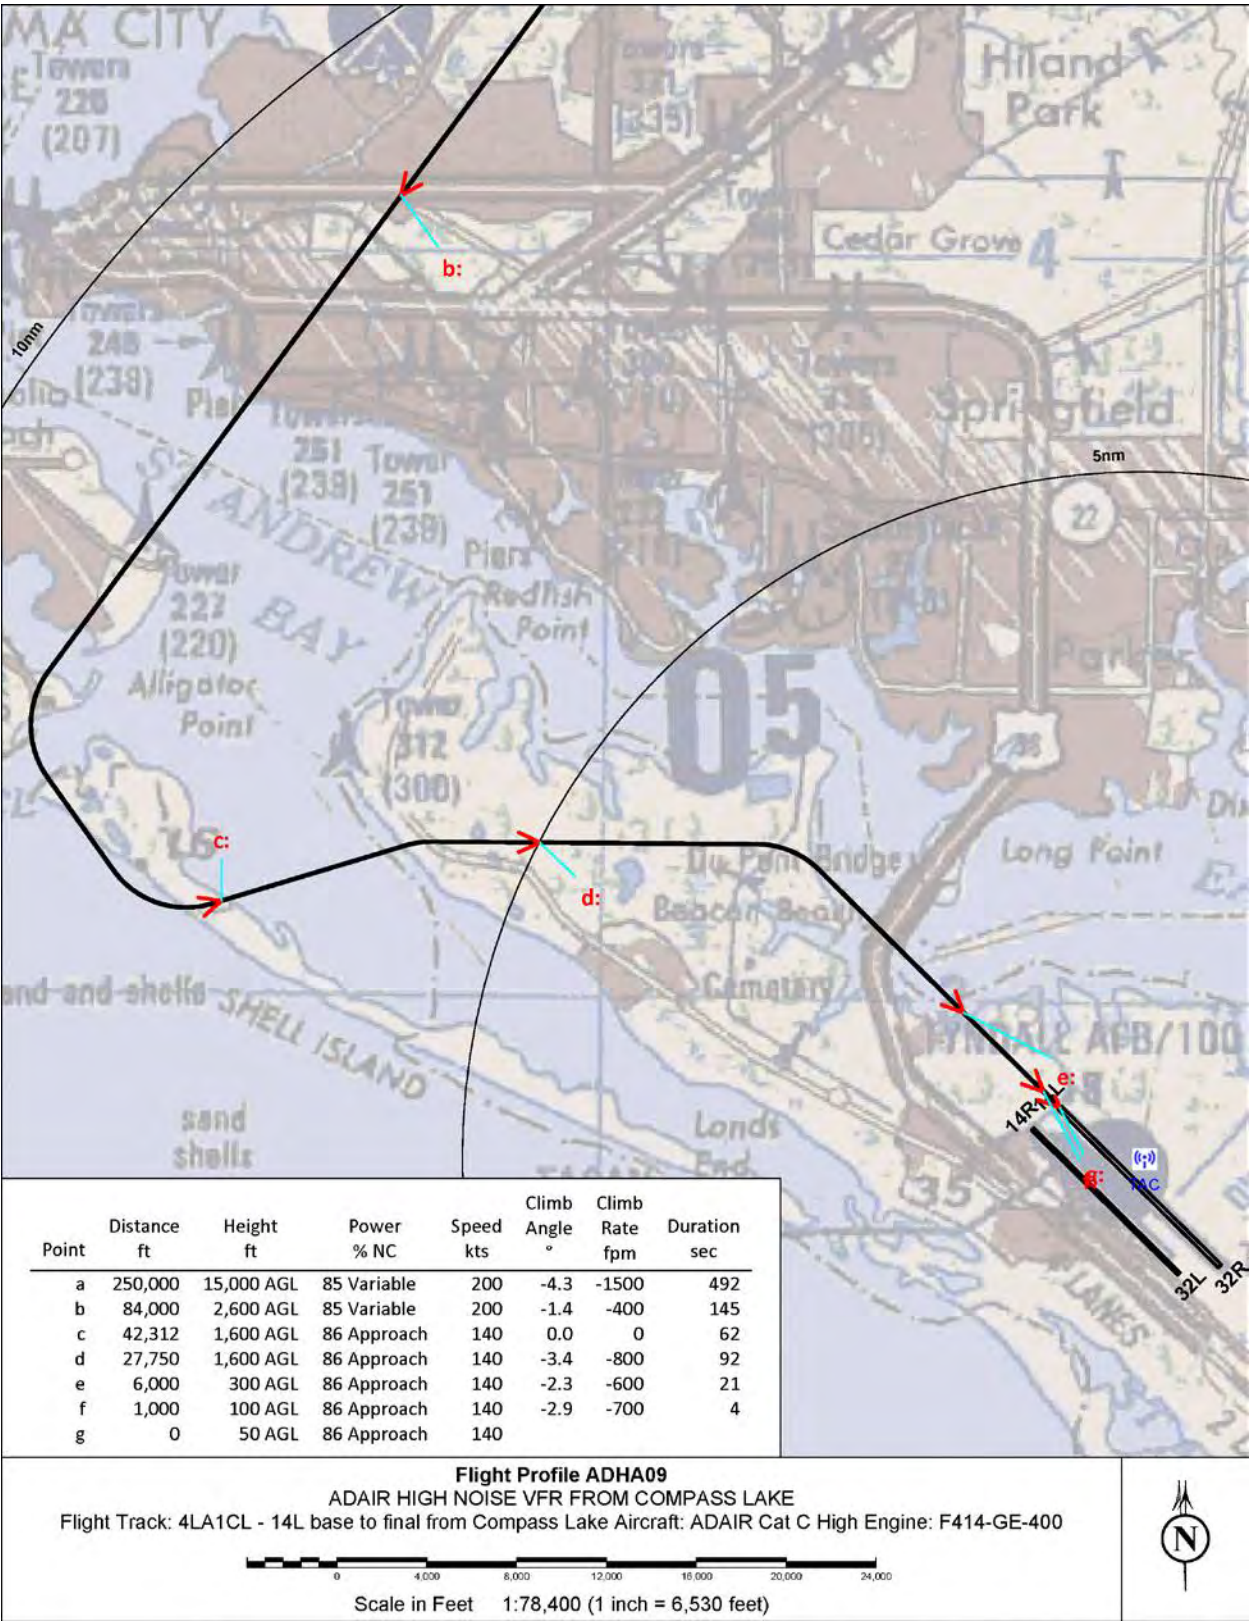 MA CITY
Towers
226
(207)
Hiland
Park
Cedar Grove
4
b:
10nm
Towers
246
(239)
251
(239)
Tower
251
(239)
Springfield
5nm
22
ST ANDREW
BAY
Piers
Redfish
Point
Tower
227
(220)
Alligator
Point
Parker
05
Tower
312
(300)
98
c:
d:
Du Pont Bridge
Long Point
Beacon Beach
Cemetery
sand and shells
SHELL ISLAND
TYNDALL AFB/100
e:
14R
sand
shells
Lands
End
g:
TAC
35
32L
32R
LANES
Point Distance ft Height ft Power % NC Speed kts Climb Angle ° Climb Rate fpm Duration sec
a 250,000 15,000 AGL 85 Variable 200 -4.3 -1500 492
b 84,000 2,600 AGL 85 Variable 200 -1.4 -400 145
c 42,312 1,600 AGL 86 Approach 140 0.0 0 62
d 27,750 1,600 AGL 86 Approach 140 -3.4 -800 92
e 6,000 300 AGL 86 Approach 140 -2.3 -600 21
f 1,000 100 AGL 86 Approach 140 -2.9 -700 4
g 0 50 AGL 86 Approach 140
Flight Profile ADHA09
ADAIR HIGH NOISE VFR FROM COMPASS LAKE
Flight Track: 4LA1CL - 14L base to final from Compass Lake Aircraft: ADAIR Cat C High Engine: F414-GE-400
0 4,000 8,000 12,000 16,000 20,000 24,000
Scale in Feet 1:78,400 (1 inch = 6,530 feet)
N